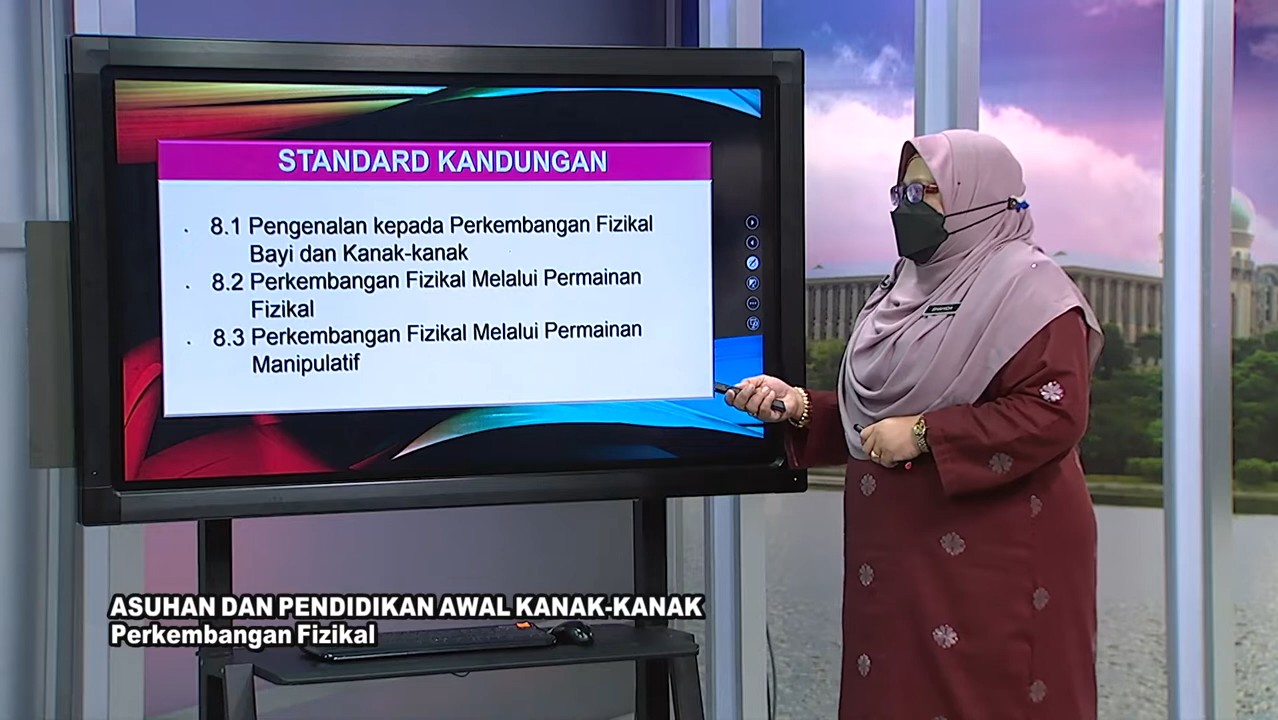 STANDARD KANDUNGAN
8.1 Pengenalan kepada Perkembangan Fizikal
Bayi dan Kanak-kanak
8.2 Perkembangan Fizikal Melalui Permainan
Fizikal
8.3 Perkembangan Fizikal Melalui Permainan
Manipulatif
ASUHAN DAN PENDIDIKAN AWAL KANAK-KANAK
Perkembangan Fizikal